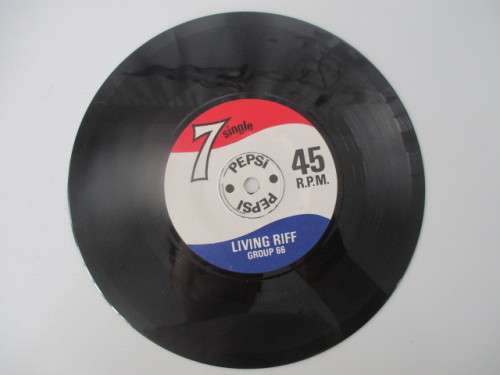 7 single
PEPSI
45
R.P.M.
PEPSI
LIVING RIFF
GROUP 66